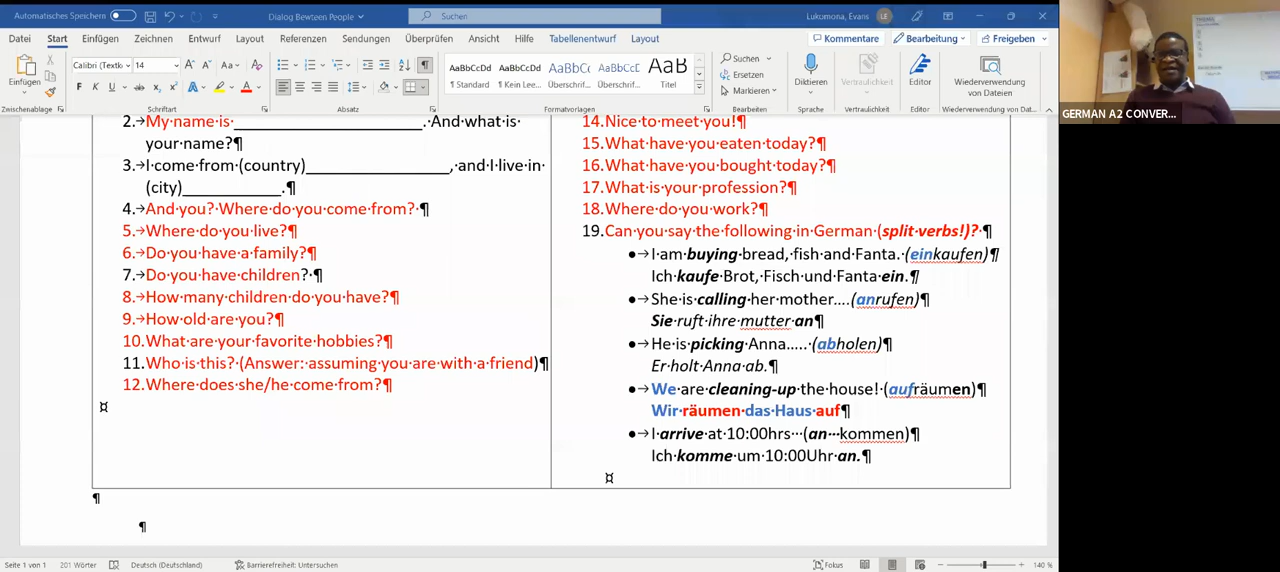 Automatisches Speichern
Dialog Bewteen People
Suchen
Lukomona, Evans
LE
Datei Start Einfügen Zeichnen Entwurf Layout Referenzen Sendungen Überprüfen Ansicht Hilfe Tabellenentwurf Layout
Kommentare Bearbeitung Freigeben
Einfügen
Calibri (Textk 14
F K U
AaBbCcDd AaBbCcDd AaBbCc AaBbCcD AaB
Standard Kein Lee... Überschrif... Überschrif... Titel
Suchen
Ersetzen
Markieren
Diktieren
Vertraulichkeit
Editor
Wiederverwendung von Dateien
Zwischenablage Schriftart Absatz Formatvorlagen Bearbeiten Sprache Vertraulichkeit Editor Wiederverwendung von Dat...
2. My name is ____________________. And what is
your name?
3. I come from (country)________________, and I live in
(city)___________.
4. And you? Where do you come from?
5. Where do you live?
6. Do you have a family?
7. Do you have children?
8. How many children do you have?
9. How old are you?
10. What are your favorite hobbies?
11. Who is this? (Answer: assuming you are with a friend)
12. Where does she/he come from?
14. Nice to meet you!
15. What have you eaten today?
16. What have you bought today?
17. What is your profession?
18. Where do you work?
19. Can you say the following in German (split verbs!)?
I am buying bread, fish and Fanta. (einkaufen)
Ich kaufe Brot, Fisch und Fanta ein.
She is calling her mother....(anrufen)
Sie ruft ihre mutter an
He is picking Anna..... (abholen)
Er holt Anna ab.
We are cleaning-up the house! (aufräumen)
Wir räumen das Haus auf
I arrive at 10:00hrs (an kommen)
Ich komme um 10:00Uhr an.
Seite 1 von 1 201 Wörter Deutsch (Deutschland) Barrierefreiheit: Untersuchen Fokus 140 %
GERMAN A2 CONVER...